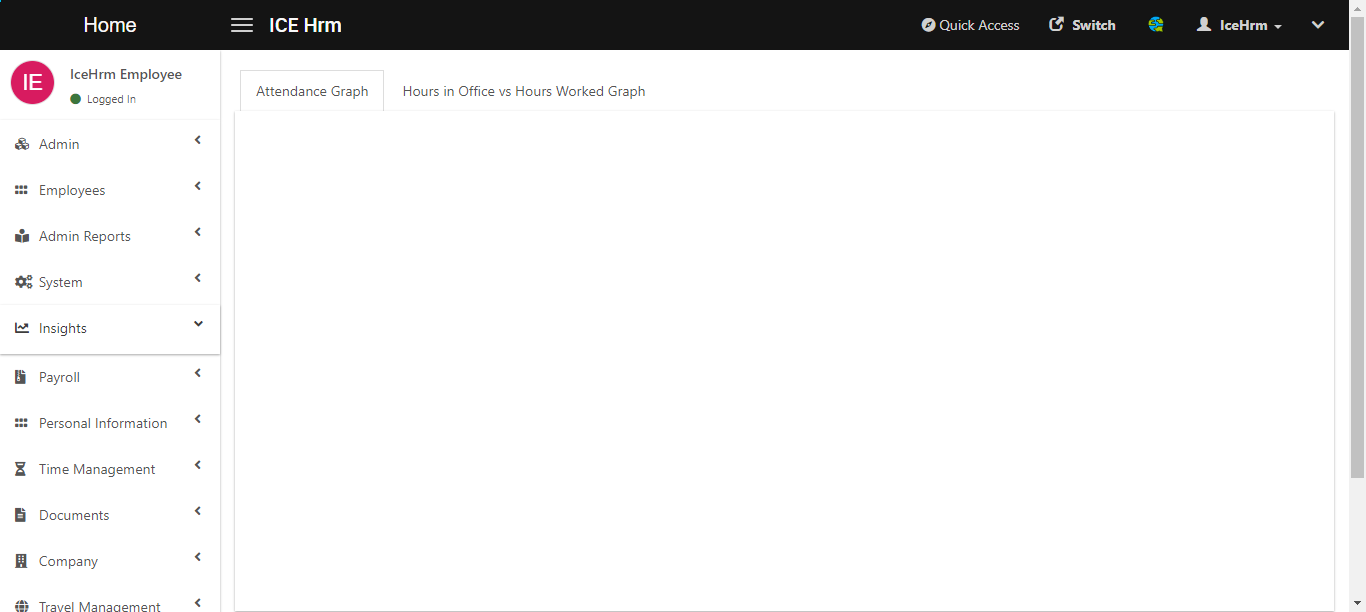 Home
ICE Hrm
Quick Access
Switch
IceHrm
IE
IceHrm Employee
Logged In
Admin
Employees
Admin Reports
System
Insights
Payroll
Personal Information
Time Management
Documents
Company
Travel Management
Attendance Graph
Hours in Office vs Hours Worked Graph